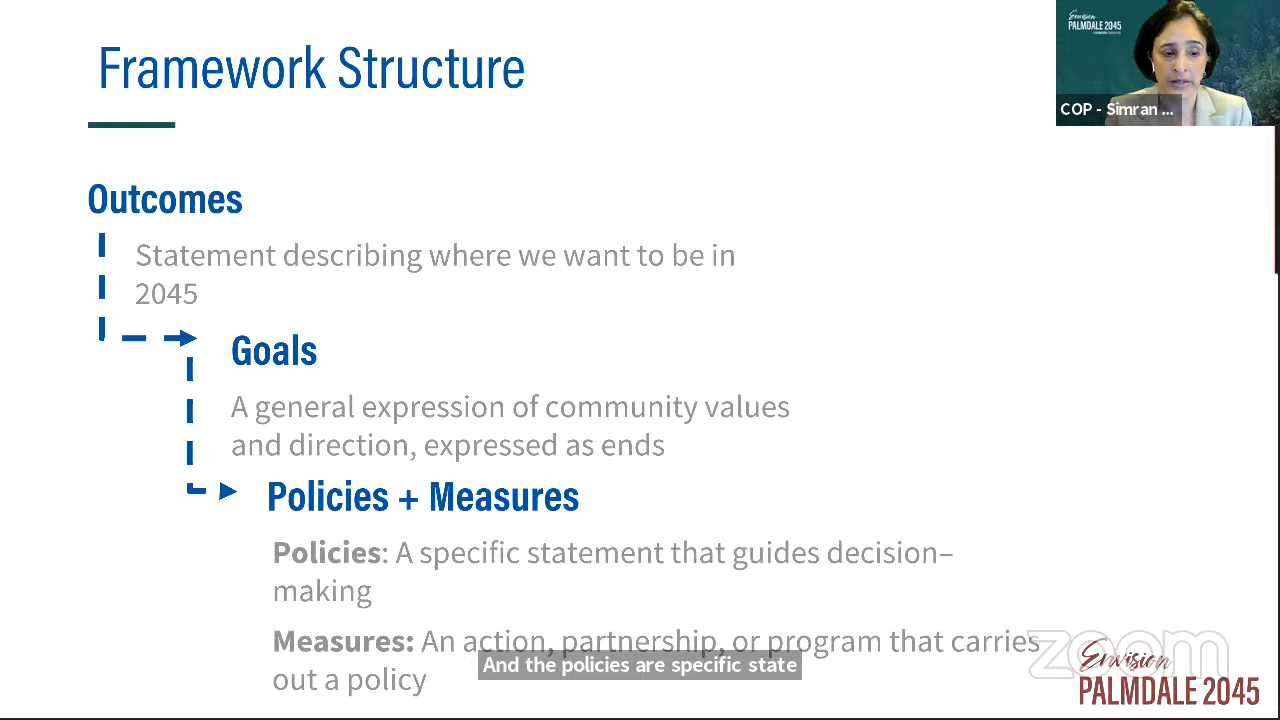 Framework Structure
Envision
PALMDALE 2045
COP - Simran ...
Outcomes
Statement describing where we want to be in
2045
Goals
A general expression of community values
and direction, expressed as ends
Policies + Measures
Policies: A specific statement that guides decision–
making
Measures: An action, partnership, or program that carries
out a policy
And the policies are specific state
zoom
Envision
PALMDALE 2045